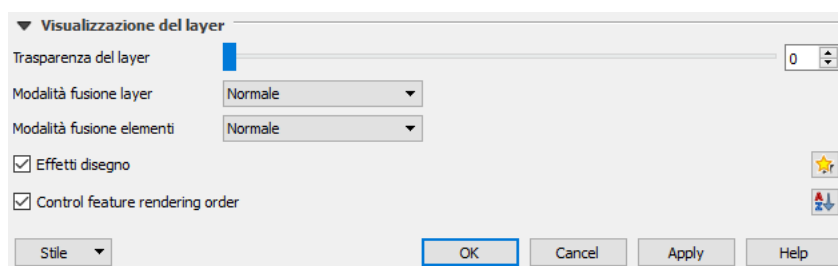 Visualizzazione del layer
Trasparenza del layer 0
Modalità fusione layer Normale
Modalità fusione elementi Normale
Effetti disegno
Control feature rendering order
Stile OK Cancel Apply Help